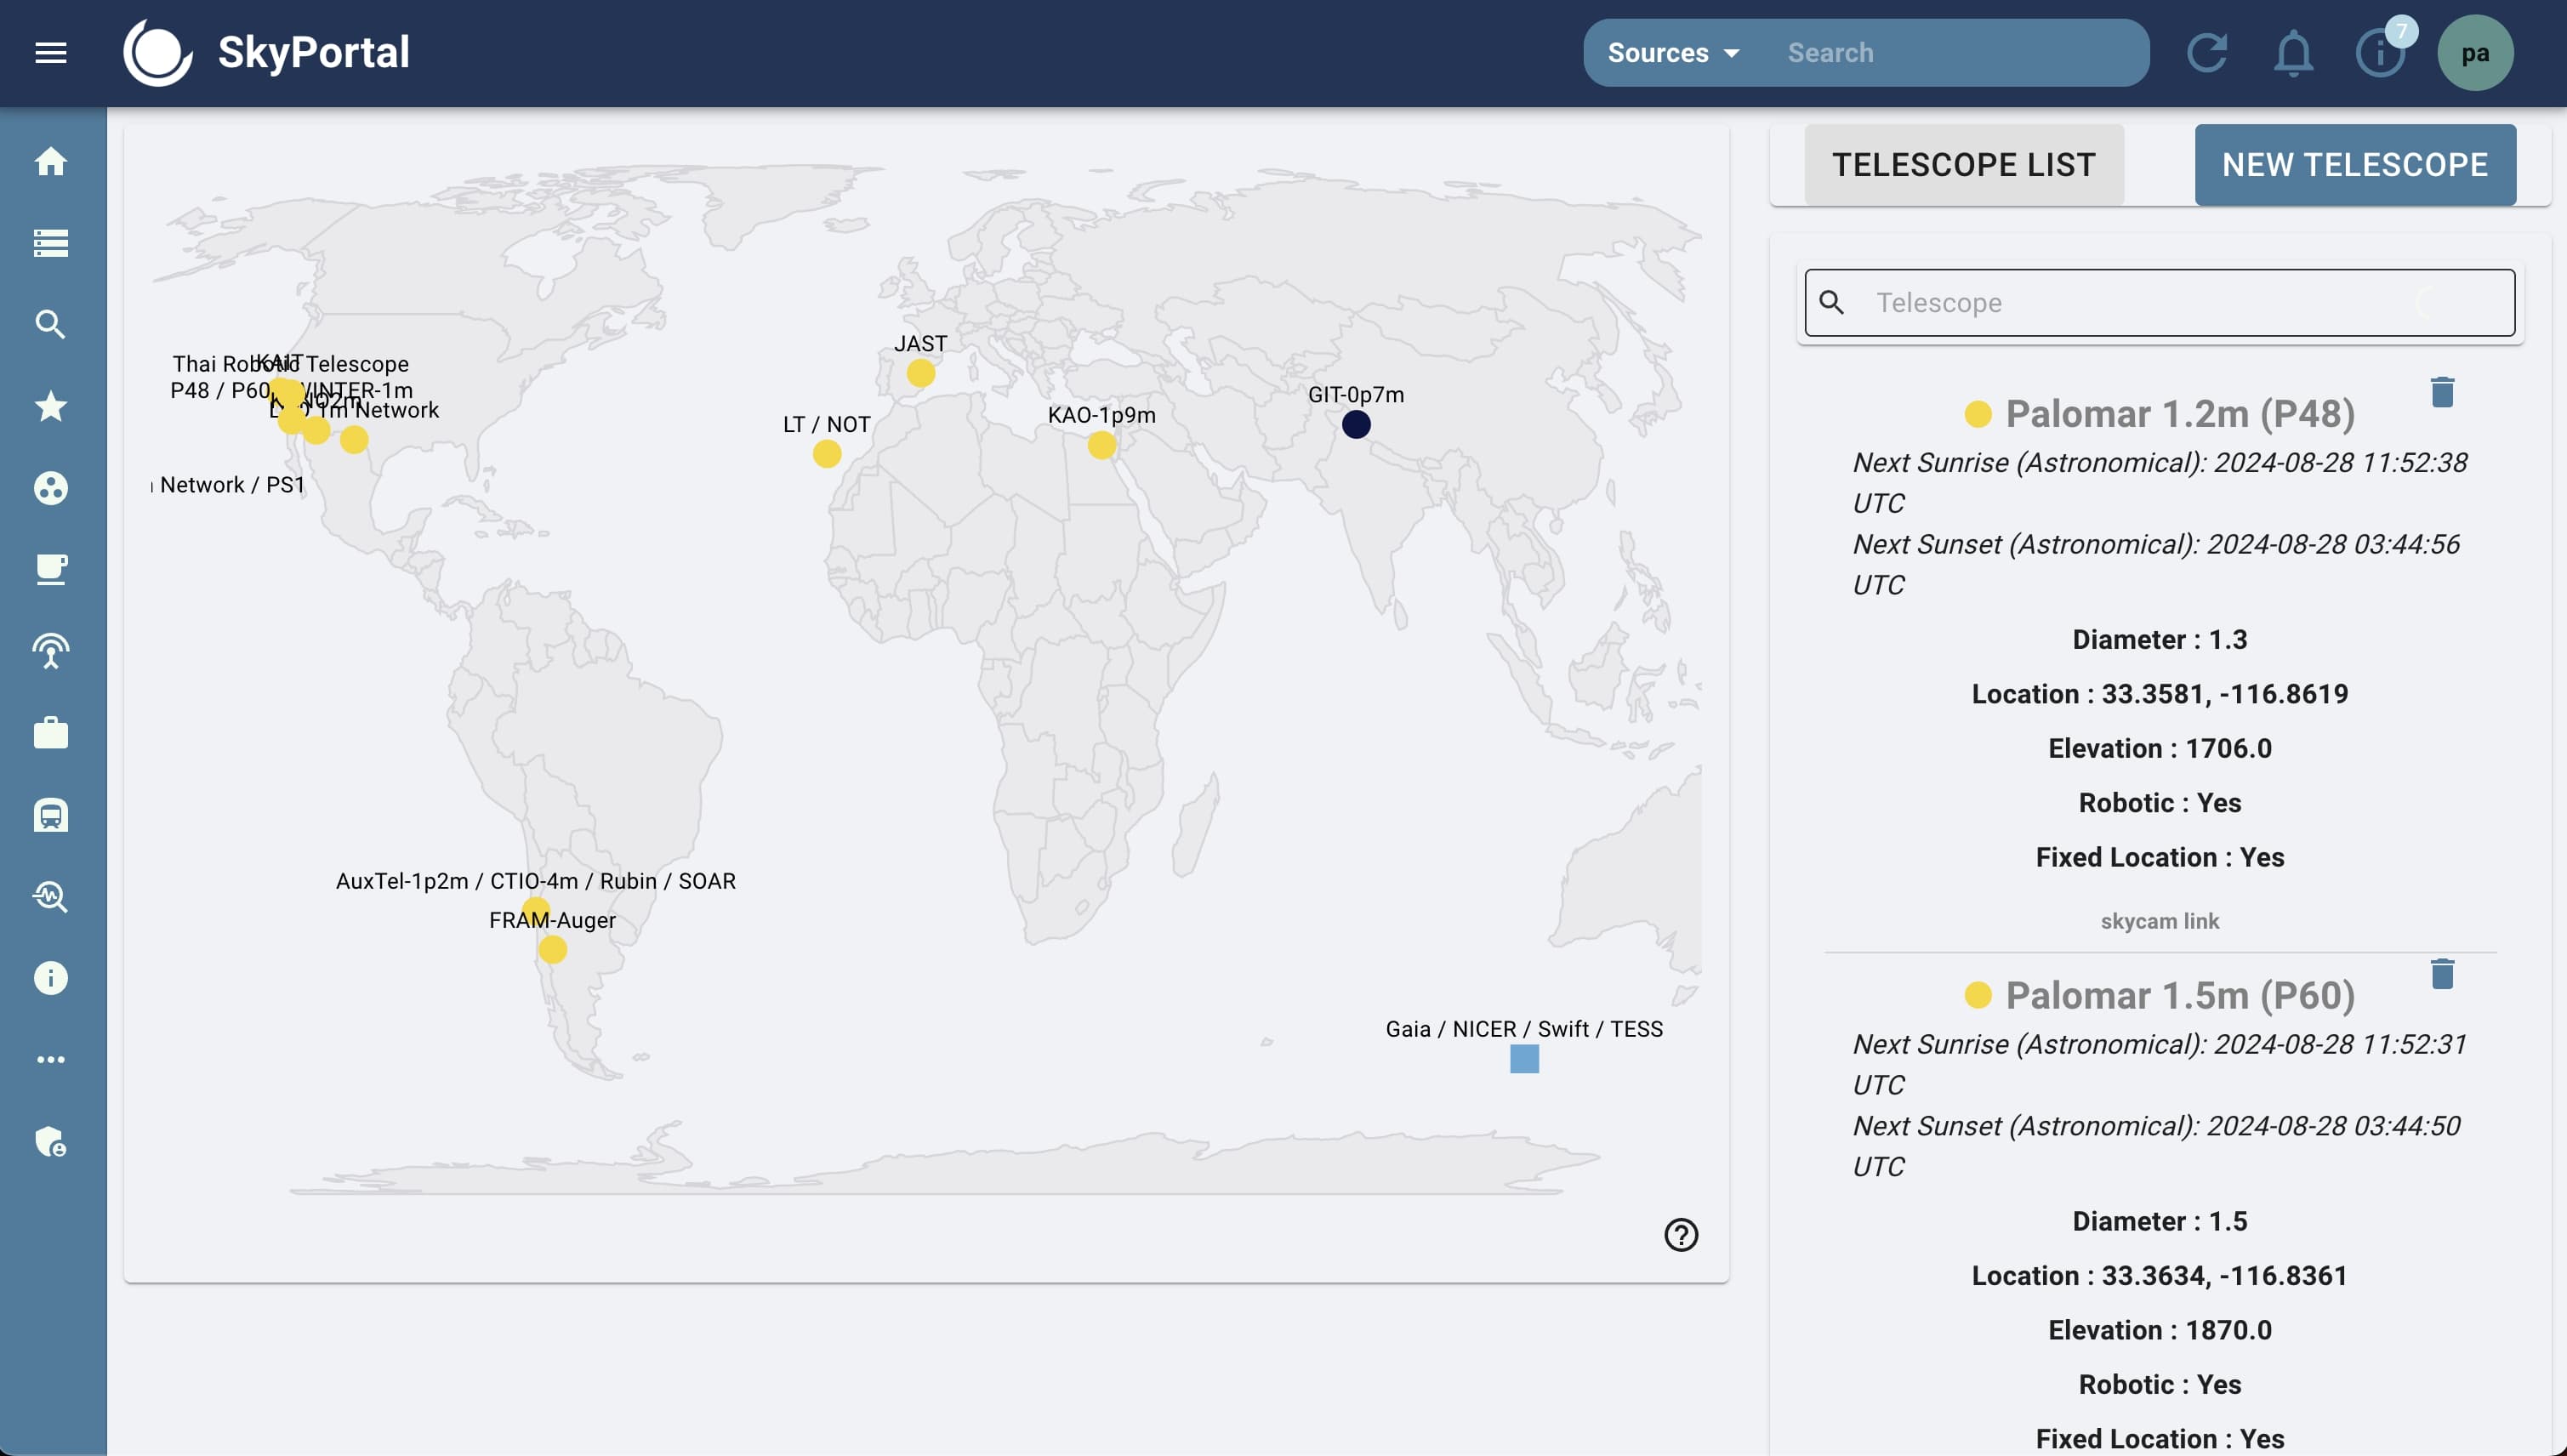 SkyPortal
Sources
Search
7
pa
TELESCOPE LIST
NEW TELESCOPE
Telescope
JAST
KAIT
Thai Robotic Telescope
P48 / P60 / WINTER-1m
1m Network
GIT-0p7m
KAO-1p9m
LT / NOT
Network / PS1
AuxTel-1p2m / CTIO-4m / Rubin / SOAR
FRAM-Auger
Gaia / NICER / Swift / TESS
Palomar 1.2m (P48)
Next Sunrise (Astronomical): 2024-08-28 11:52:38
UTC
Next Sunset (Astronomical): 2024-08-28 03:44:56
UTC
Diameter : 1.3
Location : 33.3581, -116.8619
Elevation : 1706.0
Robotic : Yes
Fixed Location : Yes
skycam link
Palomar 1.5m (P60)
Next Sunrise (Astronomical): 2024-08-28 11:52:31
UTC
Next Sunset (Astronomical): 2024-08-28 03:44:50
UTC
Diameter : 1.5
Location : 33.3634, -116.8361
Elevation : 1870.0
Robotic : Yes
Fixed Location : Yes